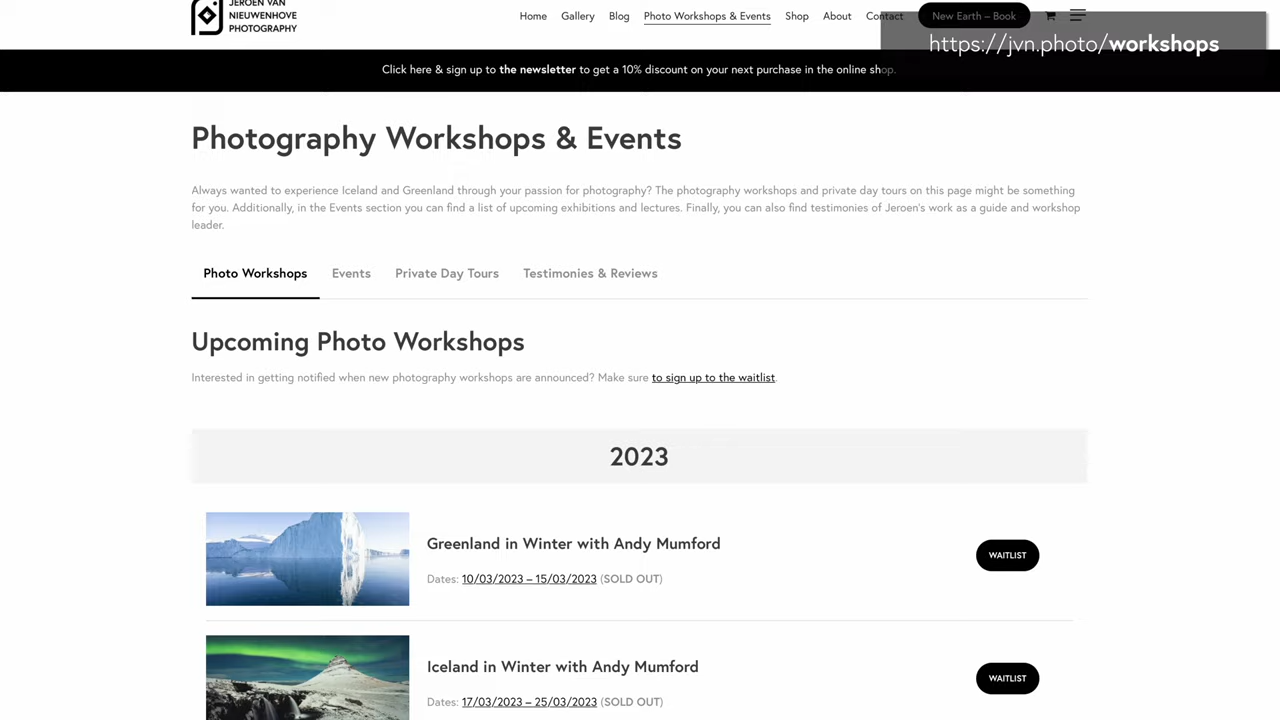 JEROEN VAN
NIEUWENHOVE
PHOTOGRAPHY
Home Gallery Blog Photo Workshops & Events Shop About Contact New Earth – Book
https://jvn.photo/workshops
Click here & sign up to the newsletter to get a 10% discount on your next purchase in the online shop.
Photography Workshops & Events
Always wanted to experience Iceland and Greenland through your passion for photography? The photography workshops and private day tours on this page might be something
for you. Additionally, in the Events section you can find a list of upcoming exhibitions and lectures. Finally, you can also find testimonies of Jeroen's work as a guide and workshop
leader.
Photo Workshops Events Private Day Tours Testimonies & Reviews
Upcoming Photo Workshops
Interested in getting notified when new photography workshops are announced? Make sure to sign up to the waitlist.
2023
Greenland in Winter with Andy Mumford
Dates: 10/03/2023 – 15/03/2023 (SOLD OUT)
WAITLIST
Iceland in Winter with Andy Mumford
Dates: 17/03/2023 – 25/03/2023 (SOLD OUT)
WAITLIST